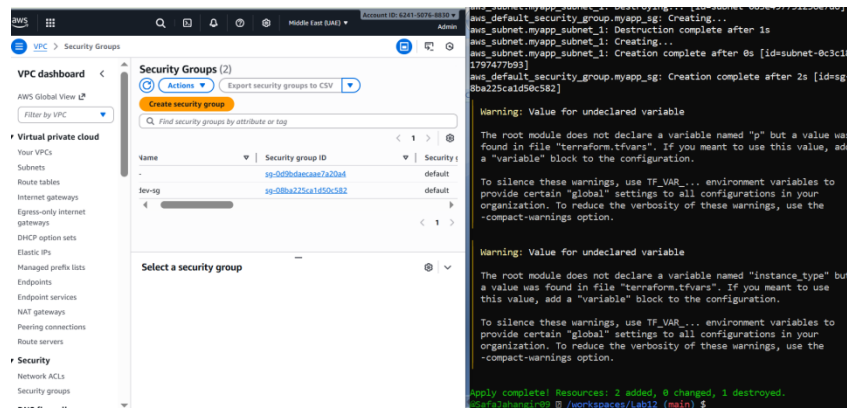 aws
Middle East (UAE) ▼
Account ID: 6241-5076-8830 ▼
Admin
VPC > Security Groups
VPC dashboard <
AWS Global View
Filter by VPC ▼
▾ Virtual private cloud
Your VPCs
Subnets
Route tables
Internet gateways
Egress-only internet
gateways
DHCP option sets
Elastic IPs
Managed prefix lists
Endpoints
Endpoint services
NAT gateways
Peering connections
Route servers
▾ Security
Network ACLs
Security groups
Security Groups (2)
Actions ▼
Export security groups to CSV ▼
Create security group
Find security groups by attribute or tag
< 1 >
Name
Security group ID
Security g
-
sg-0d9bdaecaae7a20a4
default
dev-sg
sg-08ba225ca1d50c582
default
< 1 >
Select a security group
aws_subnet.myapp_subnet_1: Destroying...
aws_default_security_group.myapp_sg: Creating...
aws_subnet.myapp_subnet_1: Destruction complete after 1s
aws_subnet.myapp_subnet_1: Creating...
aws_subnet.myapp_subnet_1: Creation complete after 0s [id=subnet-0c3c18
1797477b93]
aws_default_security_group.myapp_sg: Creation complete after 2s [id=sg-
8ba225ca1d50c582]
Warning: Value for undeclared variable
The root module does not declare a variable named "p" but a value was
found in file "terraform.tfvars". If you meant to use this value, add
a "variable" block to the configuration.
To silence these warnings, use TF_VAR_... environment variables to
provide certain "global" settings to all configurations in your
organization. To reduce the verbosity of these warnings, use the
-compact-warnings option.
Warning: Value for undeclared variable
The root module does not declare a variable named "instance_type" but
a value was found in file "terraform.tfvars". If you meant to use
this value, add a "variable" block to the configuration.
To silence these warnings, use TF_VAR_... environment variables to
provide certain "global" settings to all configurations in your
organization. To reduce the verbosity of these warnings, use the
-compact-warnings option.
Apply complete! Resources: 2 added, 0 changed, 1 destroyed.
@SafaJahangir09 /workspaces/Lab12 (main) $